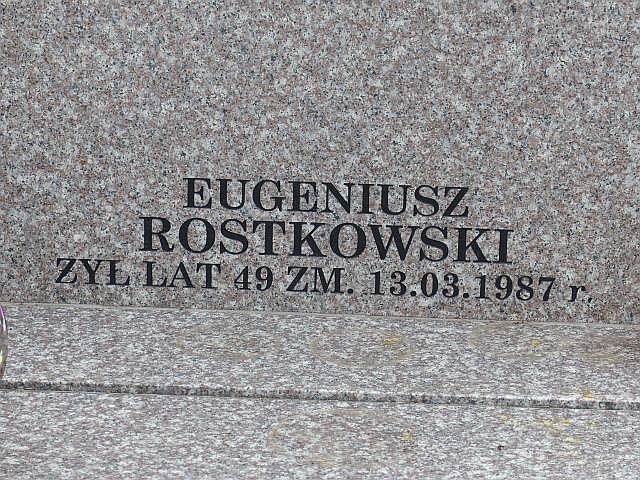 EUGENIUSZ
ROSTKOWSKI
ŻYŁ LAT 49 ZM. 13.03.1987 r.